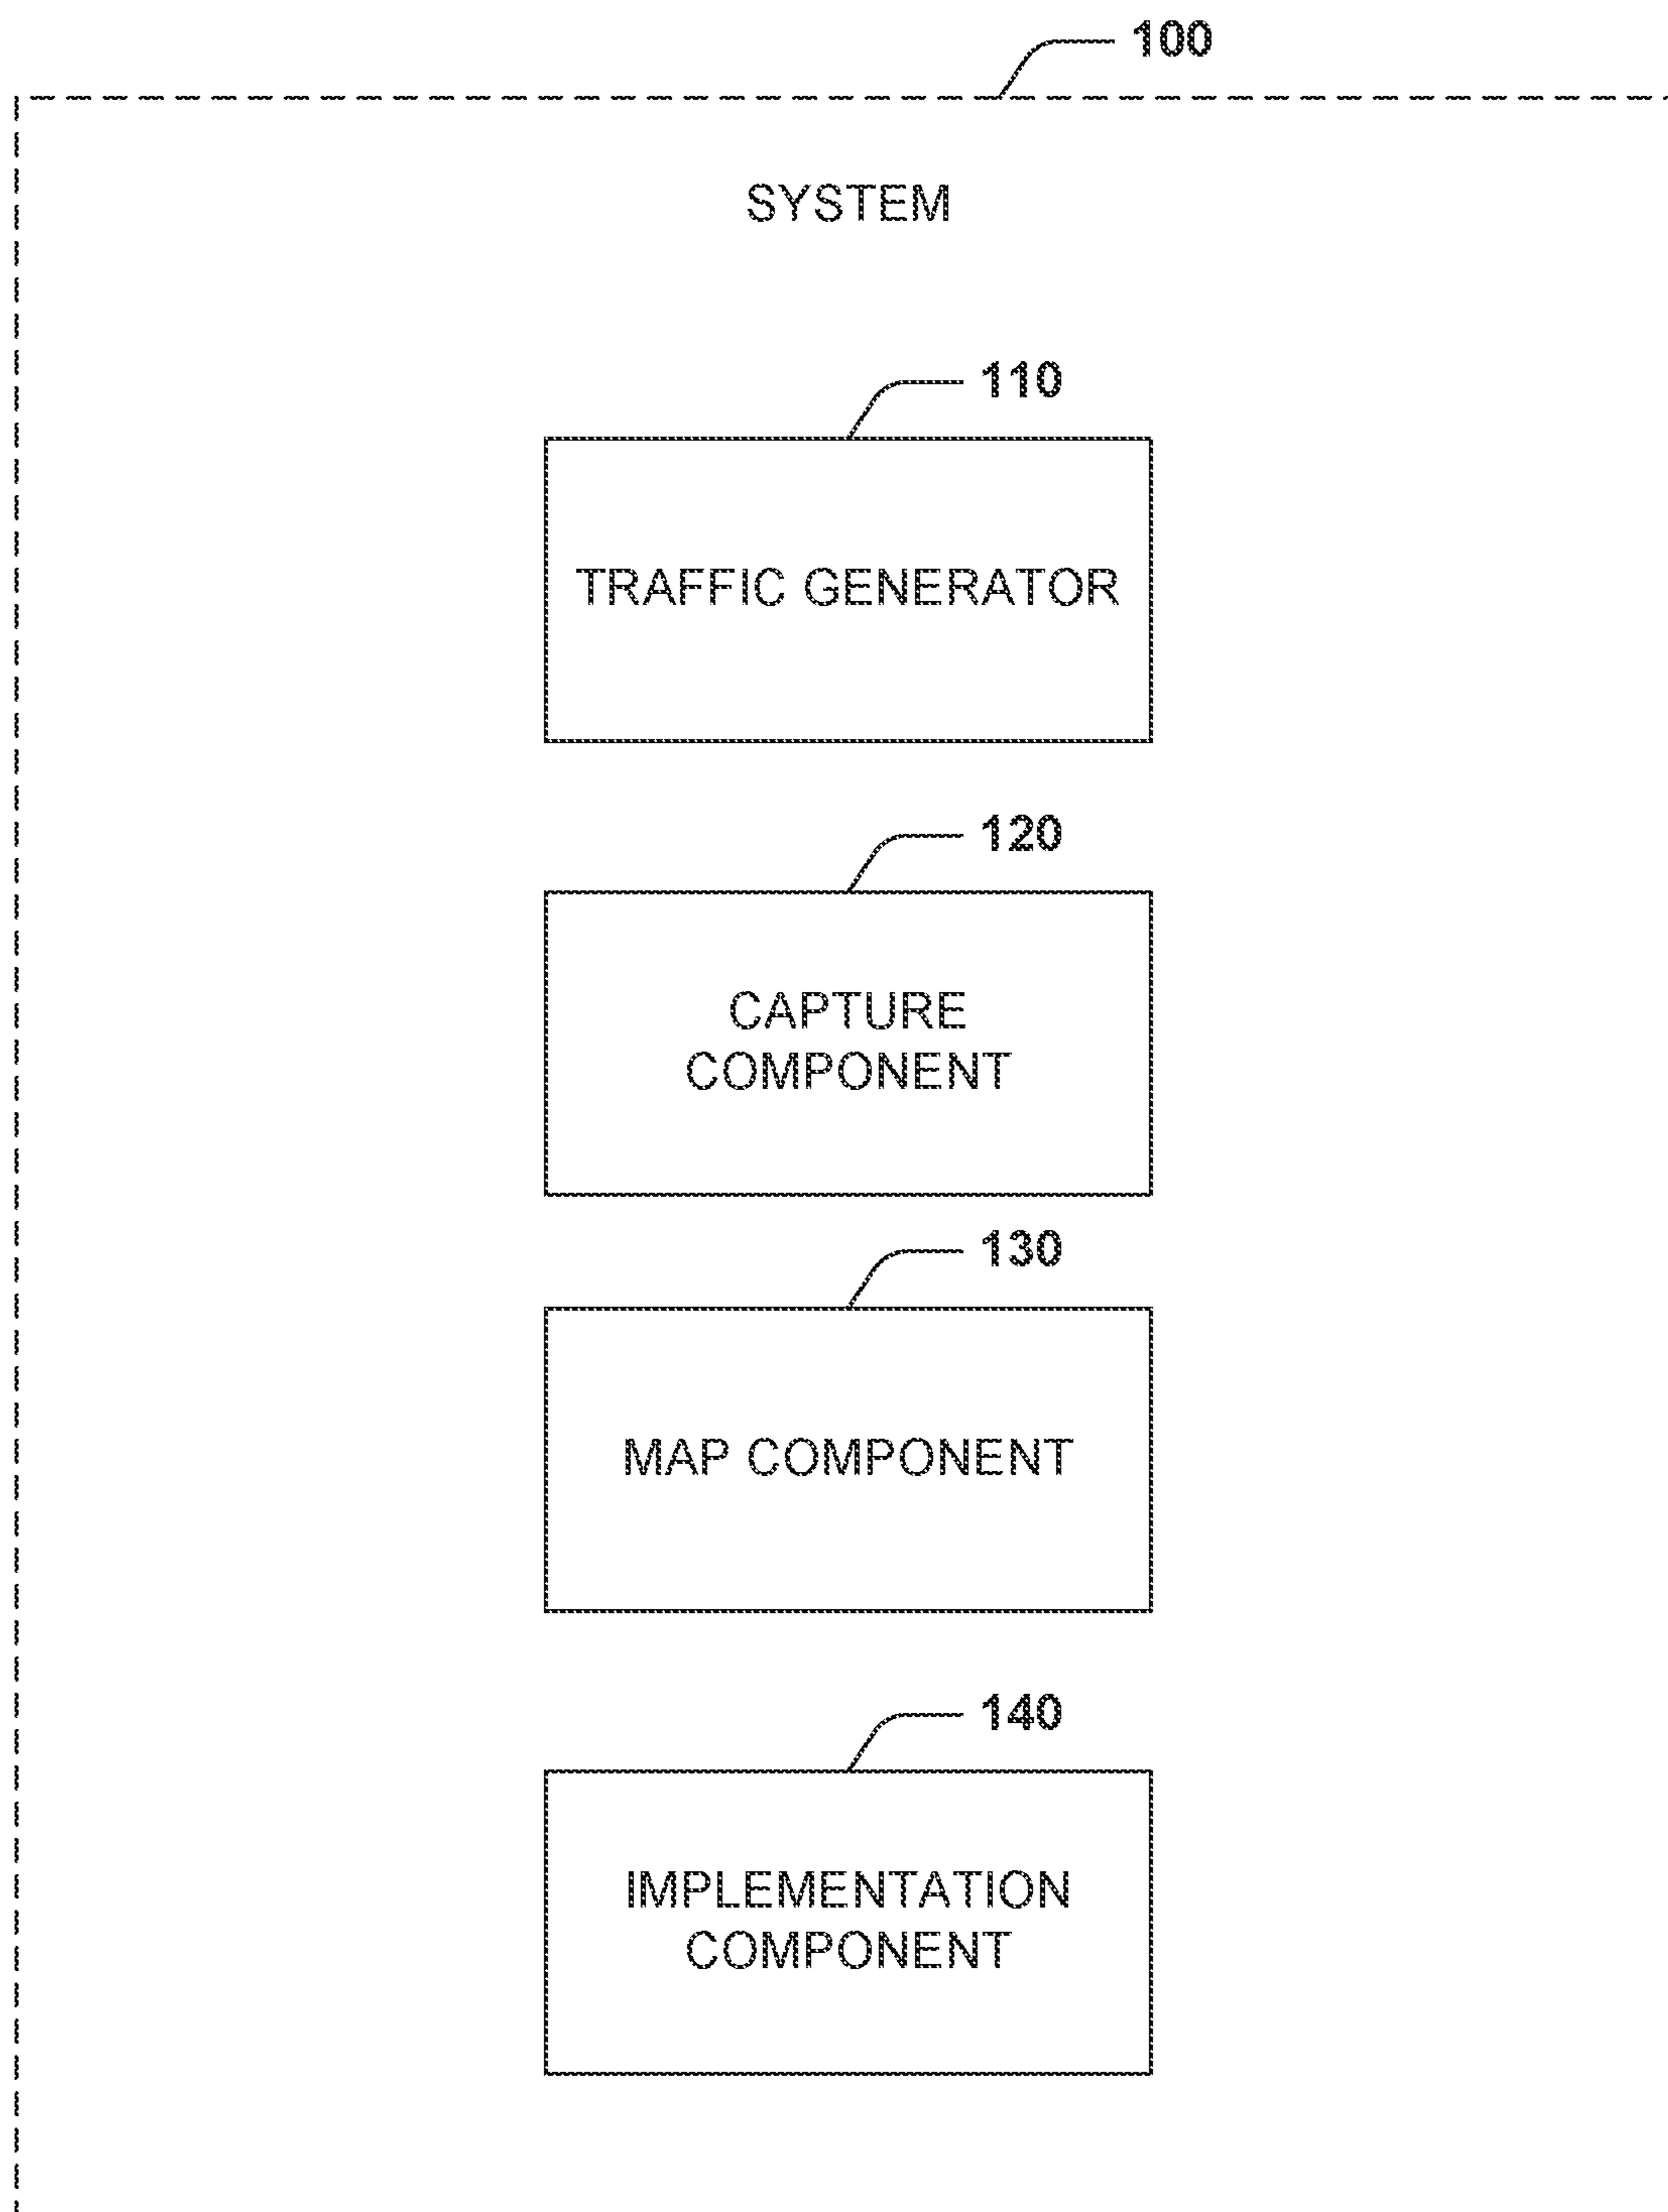 100
SYSTEM
110
TRAFFIC GENERATOR
120
CAPTURE
COMPONENT
130
MAP COMPONENT
140
IMPLEMENTATION
COMPONENT